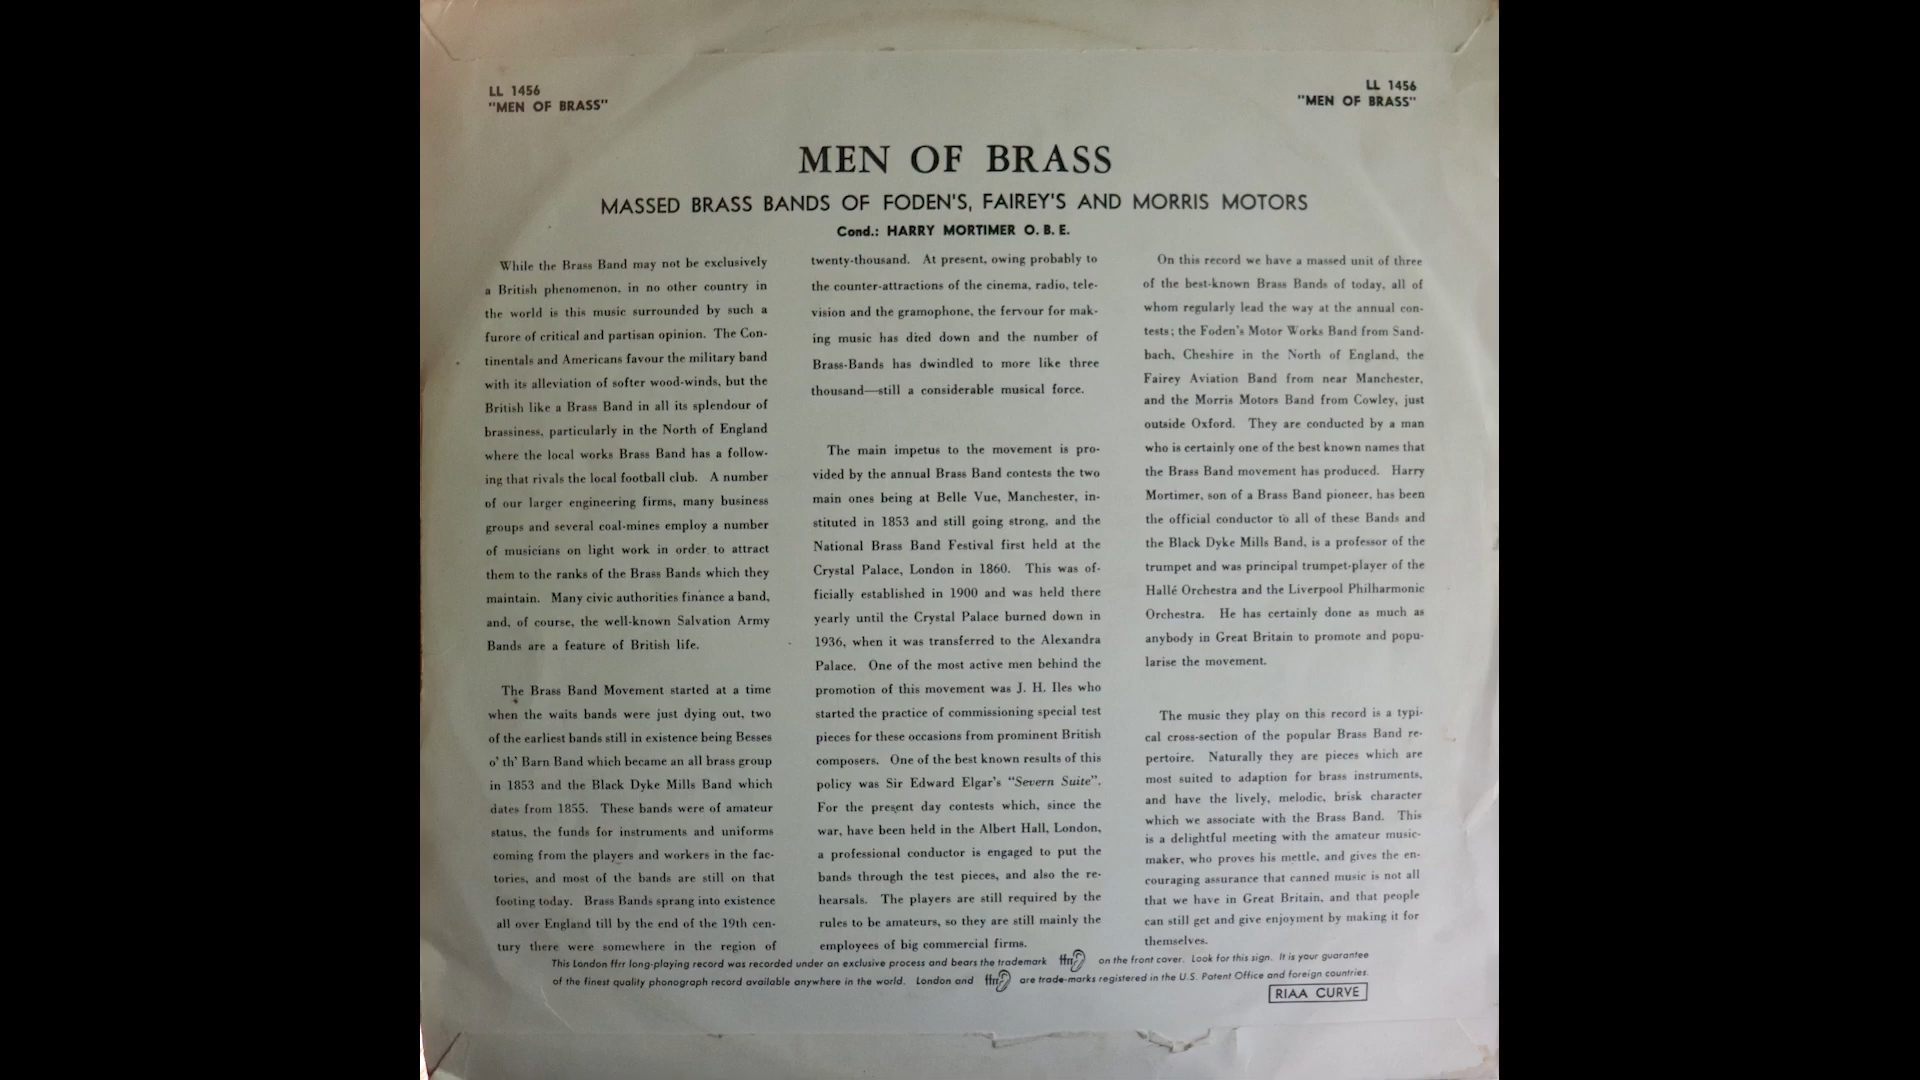 LL 1456
"MEN OF BRASS"
LL 1456
"MEN OF BRASS"
MEN OF BRASS
MASSED BRASS BANDS OF FODEN'S, FAIREY'S AND MORRIS MOTORS
Cond.: HARRY MORTIMER O. B. E.
While the Brass Band may not be exclusively
a British phenomenon, in no other country in
the world is this music surrounded by such a
furore of critical and partisan opinion. The Con-
tinentals and Americans favour the military band
with its alleviation of softer wood-winds, but the
British like a Brass Band in all its splendour of
brassiness, particularly in the North of England
where the local works Brass Band has a follow-
ing that rivals the local football club. A number
of our larger engineering firms, many business
groups and several coal-mines employ a number
of musicians on light work in order to attract
them to the ranks of the Brass Bands which they
maintain. Many civic authorities finance a band,
and, of course, the well-known Salvation Army
Bands are a feature of British life.
The Brass Band Movement started at a time
when the waits bands were just dying out, two
of the earliest bands still in existence being Besses
o' th' Barn Band which became an all brass group
in 1853 and the Black Dyke Mills Band which
dates from 1855. These bands were of amateur
status, the funds for instruments and uniforms
coming from the players and workers in the fac-
tories, and most of the bands are still on that
footing today. Brass Bands sprang into existence
all over England till by the end of the 19th cen-
tury there were somewhere in the region of
twenty-thousand. At present, owing probably to
the counter-attractions of the cinema, radio, tele-
vision and the gramophone, the fervour for mak-
ing music has died down and the number of
Brass-Bands has dwindled to more like three
thousand—still a considerable musical force.
The main impetus to the movement is pro-
vided by the annual Brass Band contests the two
main ones being at Belle Vue, Manchester, in-
stituted in 1853 and still going strong, and the
National Brass Band Festival first held at the
Crystal Palace, London in 1860. This was of-
ficially established in 1900 and was held there
yearly until the Crystal Palace burned down in
1936, when it was transferred to the Alexandra
Palace. One of the most active men behind the
promotion of this movement was J. H. Iles who
started the practice of commissioning special test
pieces for these occasions from prominent British
composers. One of the best known results of this
policy was Sir Edward Elgar's "Severn Suite".
For the present day contests which, since the
war, have been held in the Albert Hall, London,
a professional conductor is engaged to put the
bands through the test pieces, and also the re-
hearsals. The players are still required by the
rules to be amateurs, so they are still mainly the
employees of big commercial firms.
On this record we have a massed unit of three
of the best-known Brass Bands of today, all of
whom regularly lead the way at the annual con-
tests; the Foden's Motor Works Band from Sand-
bach, Cheshire in the North of England, the
Fairey Aviation Band from near Manchester,
and the Morris Motors Band from Cowley, just
outside Oxford. They are conducted by a man
who is certainly one of the best known names that
the Brass Band movement has produced. Harry
Mortimer, son of a Brass Band pioneer, has been
the official conductor to all of these Bands and
the Black Dyke Mills Band, is a professor of the
trumpet and was principal trumpet-player of the
Hallé Orchestra and the Liverpool Philharmonic
Orchestra. He has certainly done as much as
anybody in Great Britain to promote and popu-
larise the movement.
The music they play on this record is a typi-
cal cross-section of the popular Brass Band re-
pertoire. Naturally they are pieces which are
most suited to adaption for brass instruments,
and have the lively, melodic, brisk character
which we associate with the Brass Band. This
is a delightful meeting with the amateur music-
maker, who proves his mettle, and gives the en-
couraging assurance that canned music is not all
that we have in Great Britain, and that people
can still get and give enjoyment by making it for
themselves.
This London ffrr long-playing record was recorded under an exclusive process and bears the trademark ffrr on the front cover. Look for this sign. It is your guarantee
of the finest quality phonograph record available anywhere in the world. London and ffrr are trade-marks registered in the U.S. Patent Office and foreign countries.
RIAA CURVE